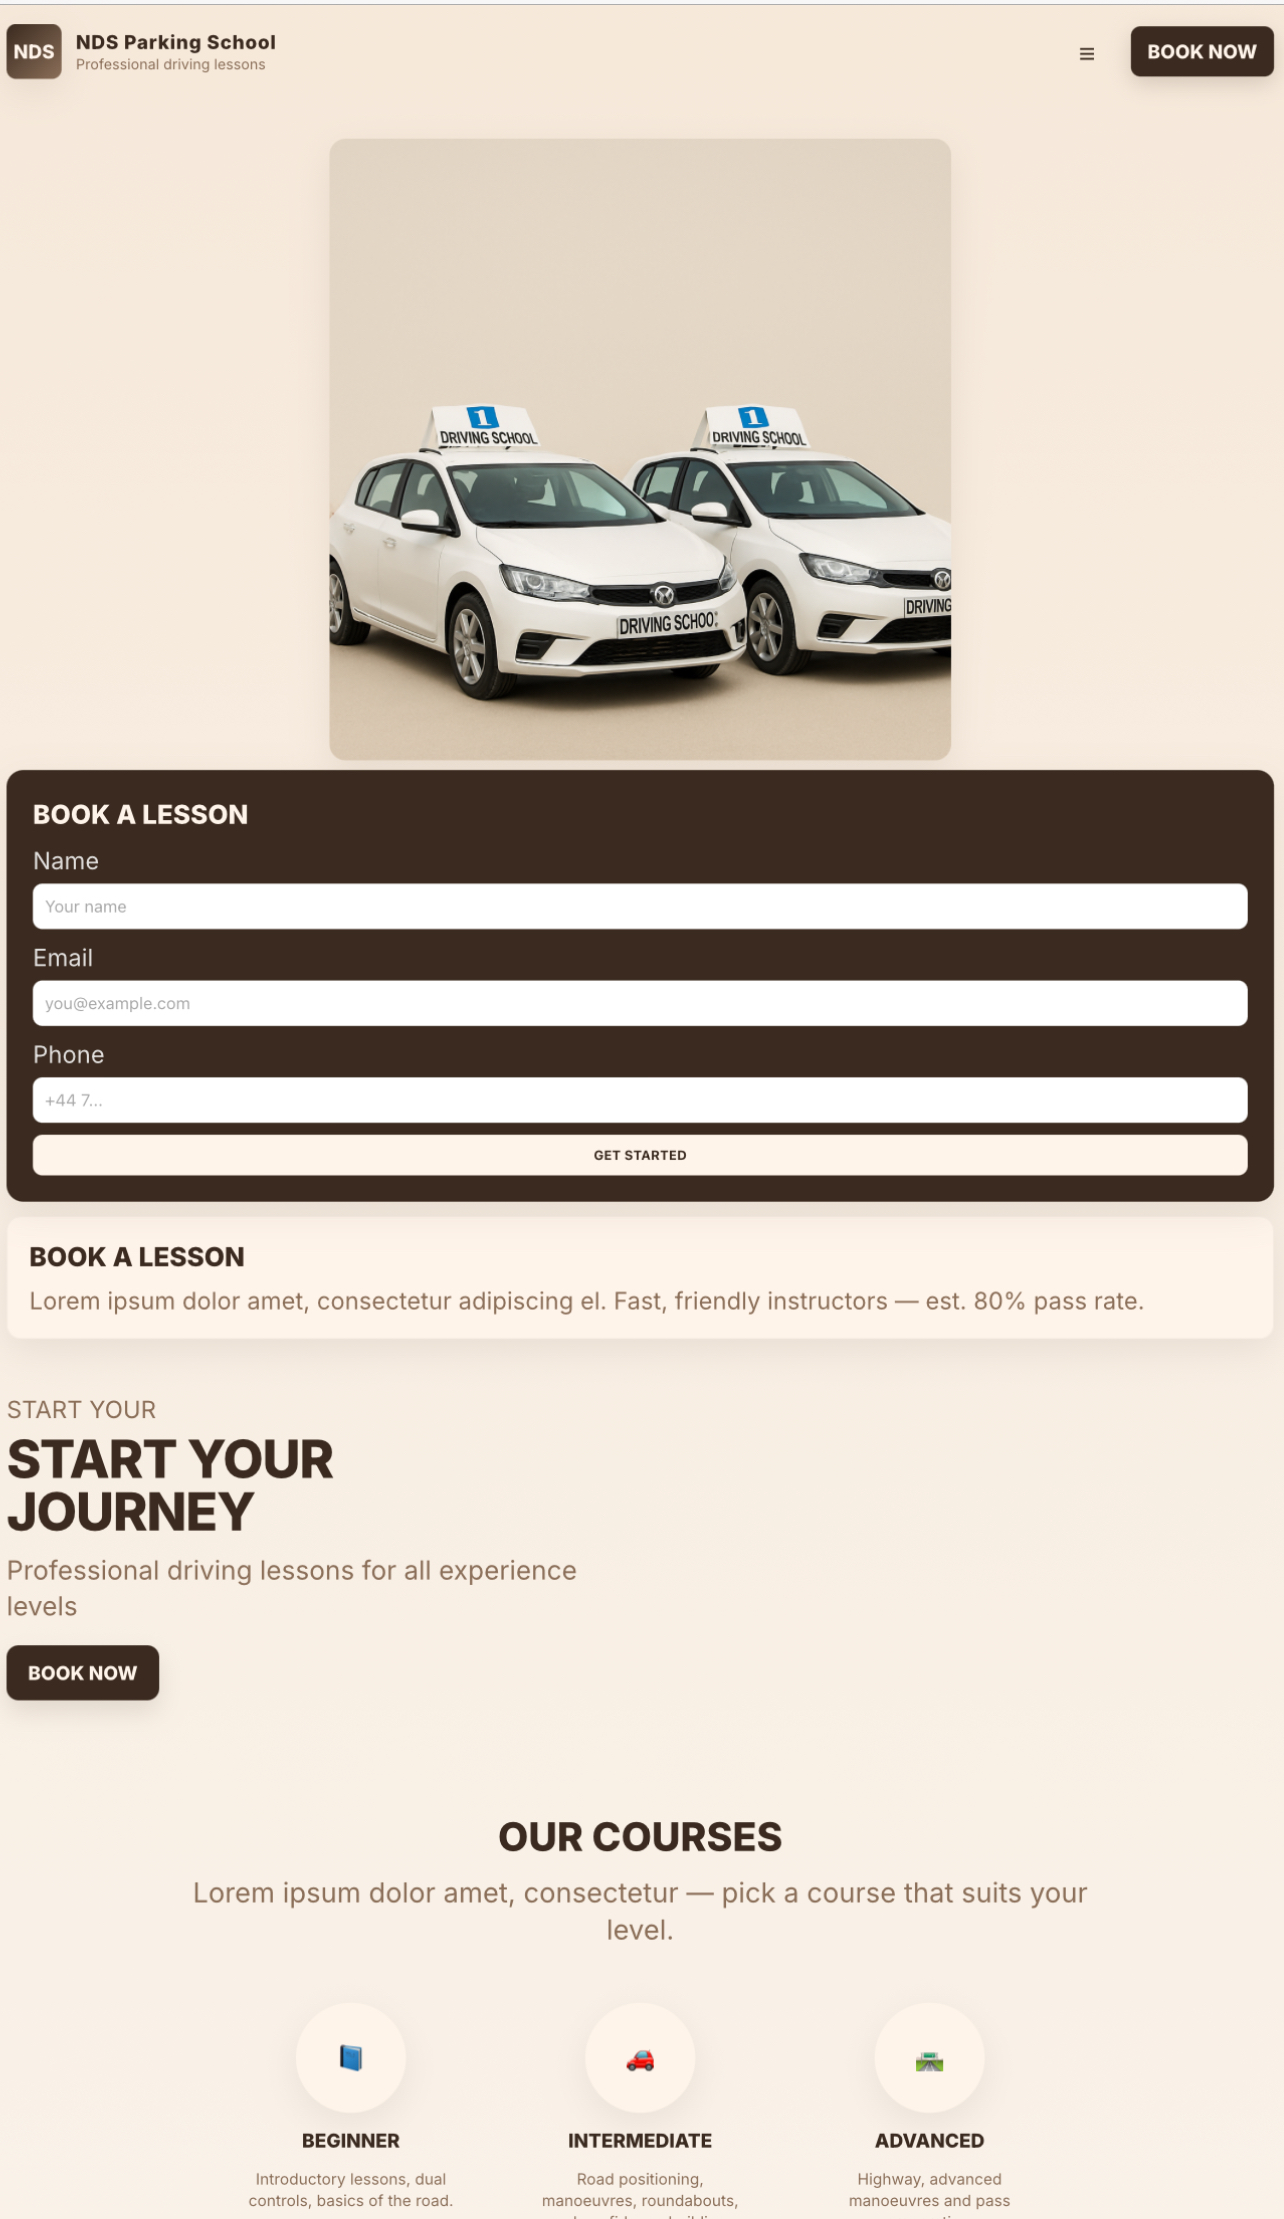 NDS
NDS Parking School
Professional driving lessons
BOOK NOW
1
DRIVING SCHOOL
1
DRIVING SCHOOL
DRIVING SCHOO
DRIVING
BOOK A LESSON
Name
Your name
Email
you@example.com
Phone
+44 7...
GET STARTED
BOOK A LESSON
Lorem ipsum dolor amet, consectetur adipiscing el. Fast, friendly instructors — est. 80% pass rate.
START YOUR
START YOUR
JOURNEY
Professional driving lessons for all experience
levels
BOOK NOW
OUR COURSES
Lorem ipsum dolor amet, consectetur — pick a course that suits your
level.
BEGINNER
Introductory lessons, dual
controls, basics of the road.
INTERMEDIATE
Road positioning,
manoeuvres, roundabouts,
ADVANCED
Highway, advanced
manoeuvres and pass